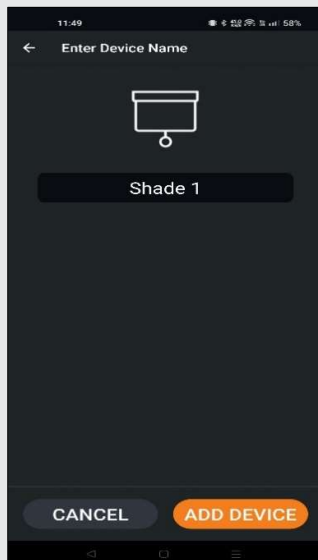 11:49
58%
Enter Device Name
Shade 1
CANCEL
ADD DEVICE